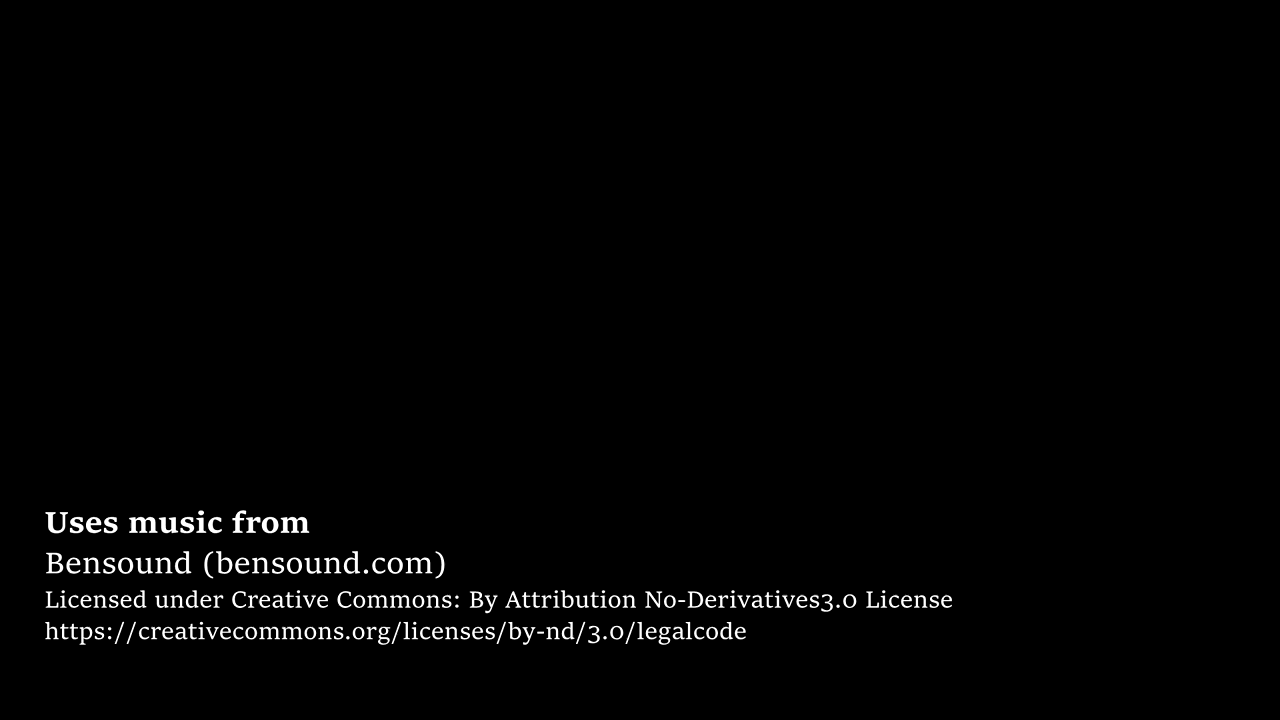 Uses music from
Bensound (bensound.com)
Licensed under Creative Commons: By Attribution No-Derivatives3.0 License
https://creativecommons.org/licenses/by-nd/3.0/legalcode